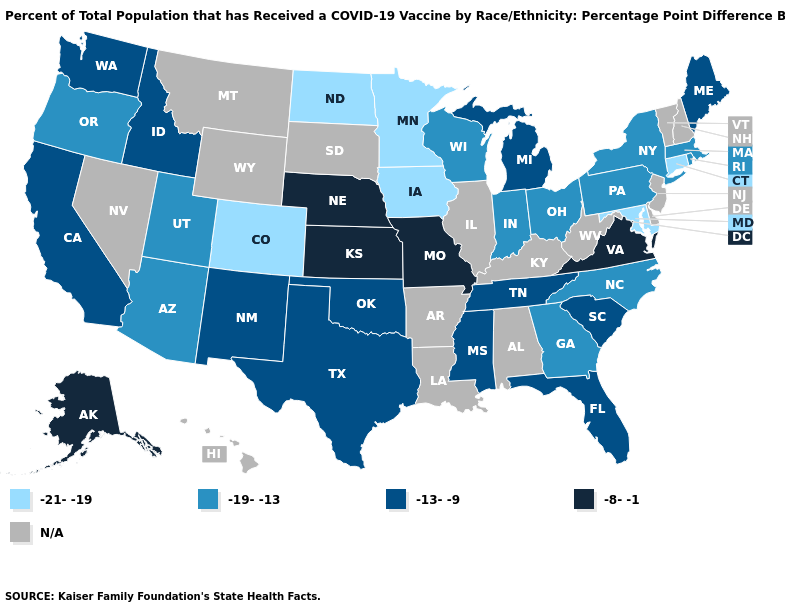 Percent of Total Population that has Received a COVID-19 Vaccine by Race/Ethnicity: Percentage Point Difference B
WA
OR
CA
ID
NV
MT
WY
UT
AZ
CO
NM
ND
SD
NE
KS
OK
TX
MN
IA
MO
AR
LA
WI
IL
MS
MI
IN
OH
KY
TN
AL
GA
FL
SC
NC
VA
WV
PA
NY
ME
VT
NH
MA
RI
CT
NJ
DE
MD
DC
AK
HI
-21- -19
-19- -13
-13- -9
-8- -1
N/A
SOURCE: Kaiser Family Foundation's State Health Facts.